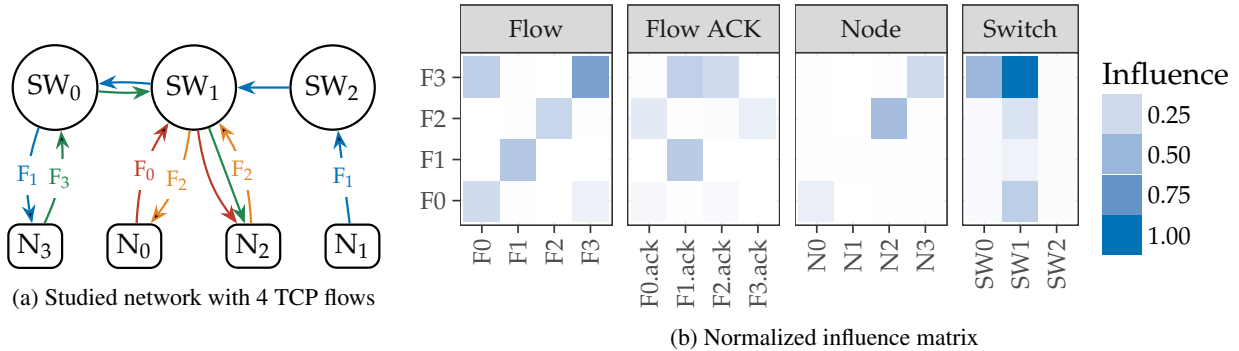 SW0 SW1 SW2
F1 F3 F0 F2 F2 F1
N3 N0 N2 N1
(a) Studied network with 4 TCP flows
Flow Flow ACK Node Switch
F3
F2
F1
F0
F0 F1 F2 F3 F0.ack F1.ack F2.ack F3.ack N0 N1 N2 N3 SW0 SW1 SW2
Influence
0.25
0.50
0.75
1.00
(b) Normalized influence matrix